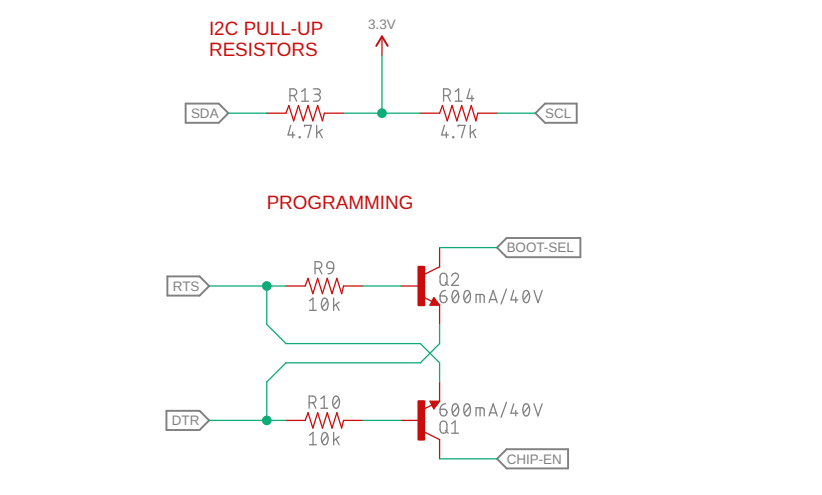 I2C PULL-UP
RESISTORS
3.3V
R13
R14
SDA
SCL
4.7k
4.7k
PROGRAMMING
BOOT-SEL
R9
RTS
Q2
10k
600mA/40V
R10
600mA/40V
DTR
Q1
10k
CHIP-EN